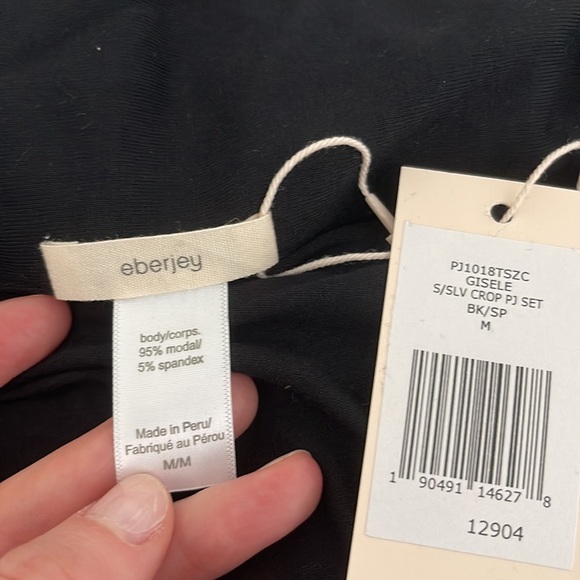 eberjey
body/corps.
95% modal/
5% spandex
Made in Peru/
Fabriqué au Pérou
M/M
PJ1018TSZC
GISELE
S/SLV CROP PJ SET
BK/SP
M
1 90491 14627 8
12904